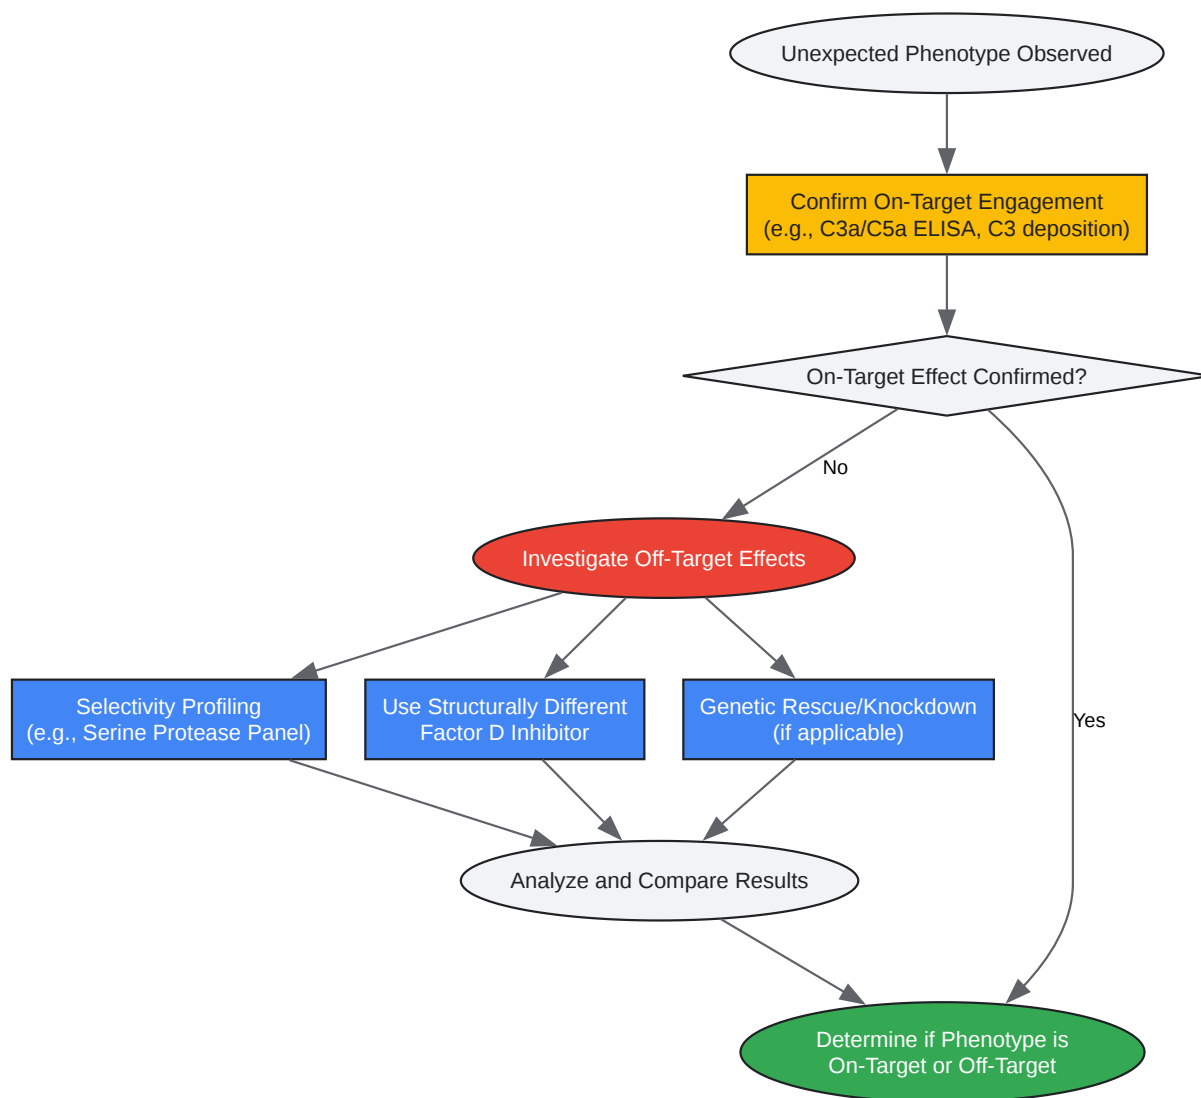 Unexpected Phenotype Observed
Confirm On-Target Engagement
(e.g., C3a/C5a ELISA, C3 deposition)
On-Target Effect Confirmed?
No
Investigate Off-Target Effects
Selectivity Profiling
(e.g., Serine Protease Panel)
Use Structurally Different
Factor D Inhibitor
Genetic Rescue/Knockdown
(if applicable)
Yes
Analyze and Compare Results
Determine if Phenotype is
On-Target or Off-Target